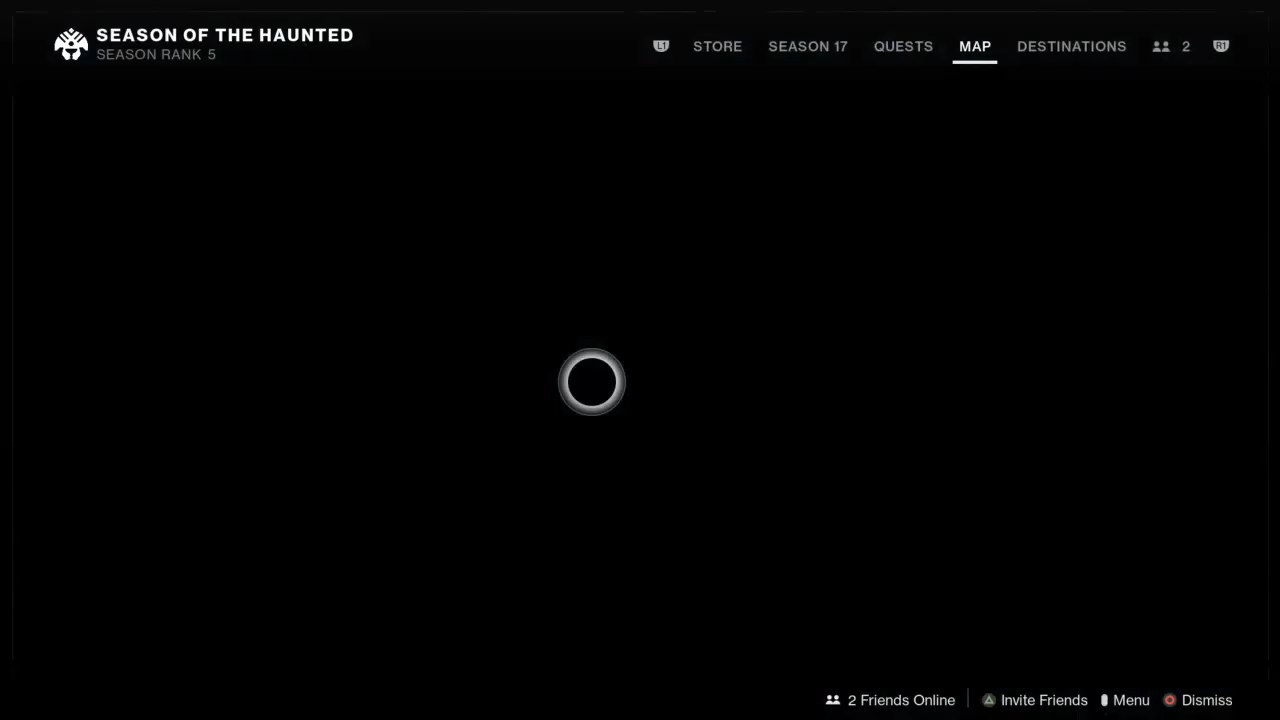 SEASON OF THE HAUNTED
SEASON RANK 5
L1 STORE SEASON 17 QUESTS MAP DESTINATIONS 2 R1
2 Friends Online Invite Friends Menu Dismiss